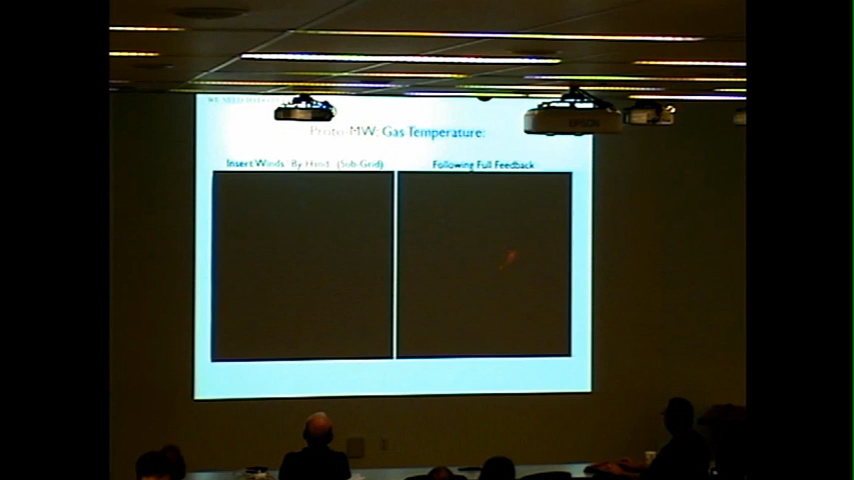 Proto-MW: Gas Temperature:
Insert Winds "By Hand" (Sub-Grid)
Following Full Feedback
EPSON